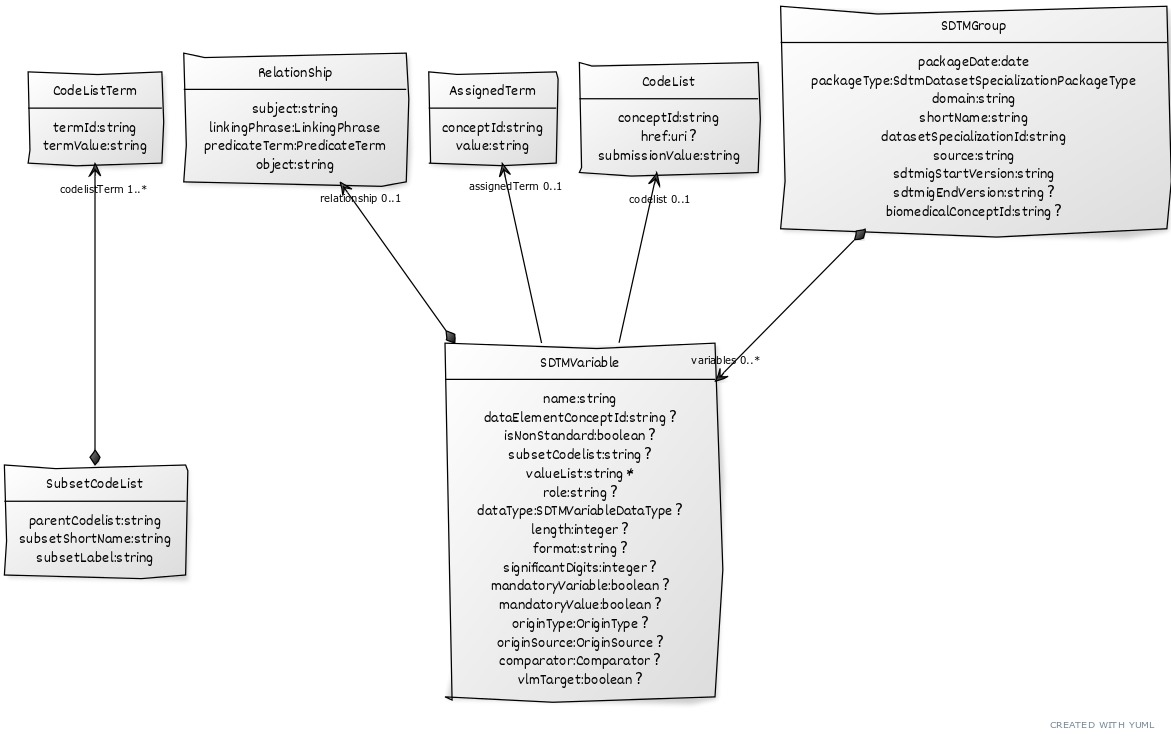 CodeListTerm
termId:string
termValue:string
codelistTerm 1..*
RelationShip
subject:string
linkingPhrase:LinkingPhrase
predicateTerm:PredicateTerm
object:string
relationship 0..1
AssignedTerm
conceptId:string
value:string
assignedTerm 0..1
CodeList
conceptId:string
href:uri ?
submissionValue:string
codelist 0..1
SDTMGroup
packageDate:date
packageType:SdtmDatasetSpecializationPackageType
domain:string
shortName:string
datasetSpecializationId:string
source:string
sdtmigStartVersion:string
sdtmigEndVersion:string ?
biomedicalConceptId:string ?
variables 0..*
SDTMVariable
name:string
dataElementConceptId:string ?
isNonStandard:boolean ?
subsetCodelist:string ?
valueList:string *
role:string ?
dataType:SDTMVariableDataType ?
length:integer ?
format:string ?
significantDigits:integer ?
mandatoryVariable:boolean ?
mandatoryValue:boolean ?
originType:OriginType ?
originSource:OriginSource ?
comparator:Comparator ?
vlmTarget:boolean ?
SubsetCodeList
parentCodelist:string
subsetShortName:string
subsetLabel:string
CREATED WITH YUML